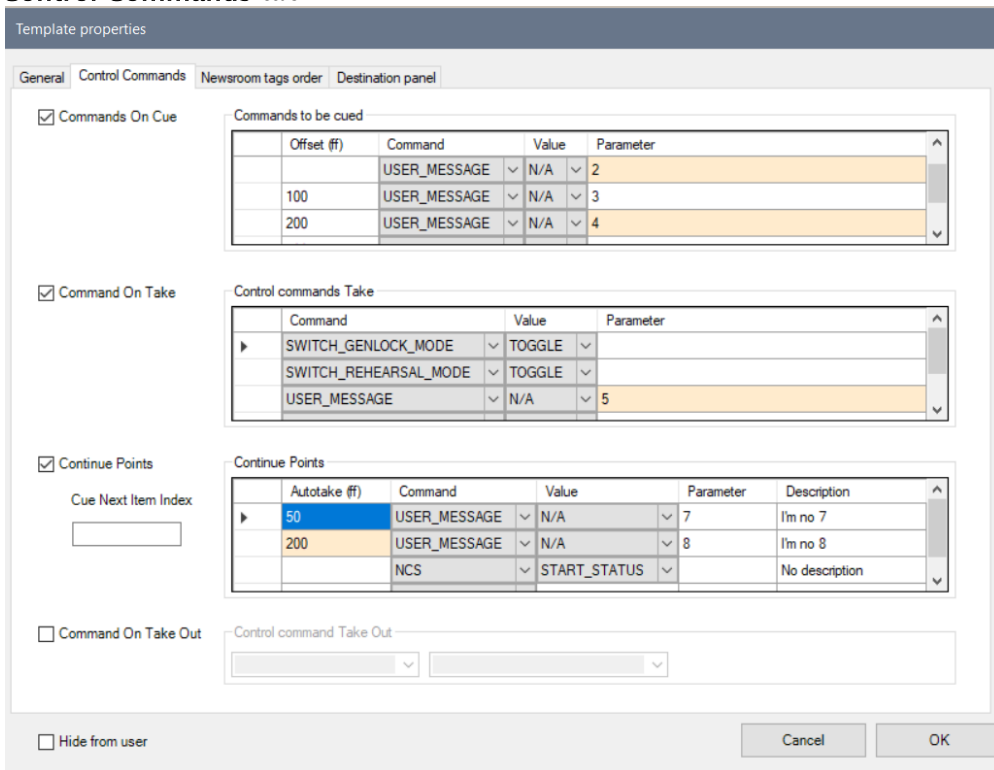 Template properties
General Control Commands Newsroom tags order Destination panel
Commands On Cue
Commands to be cued
Offset (ff) Command Value Parameter
USER_MESSAGE N/A 2
100 USER_MESSAGE N/A 3
200 USER_MESSAGE N/A 4
Command On Take
Control commands Take
Command Value Parameter
SWITCH_GENLOCK_MODE TOGGLE
SWITCH_REHEARSAL_MODE TOGGLE
USER_MESSAGE N/A 5
Continue Points
Cue Next Item Index
Continue Points
Autotake (ff) Command Value Parameter Description
50 USER_MESSAGE N/A 7 I'm no 7
200 USER_MESSAGE N/A 8 I'm no 8
NCS START_STATUS No description
Command On Take Out
Control command Take Out
Hide from user
Cancel OK